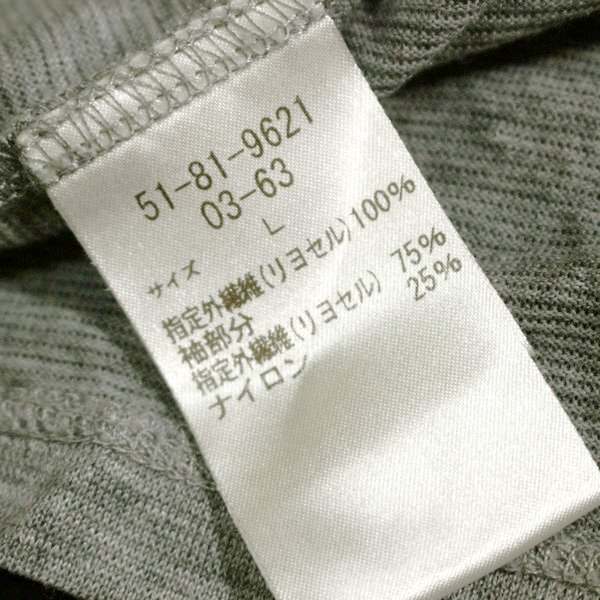 51-81-9621
03-63
サイズ L
指定外繊維(リヨセル)100%
袖部分
指定外繊維(リヨセル) 75%
ナイロン 25%